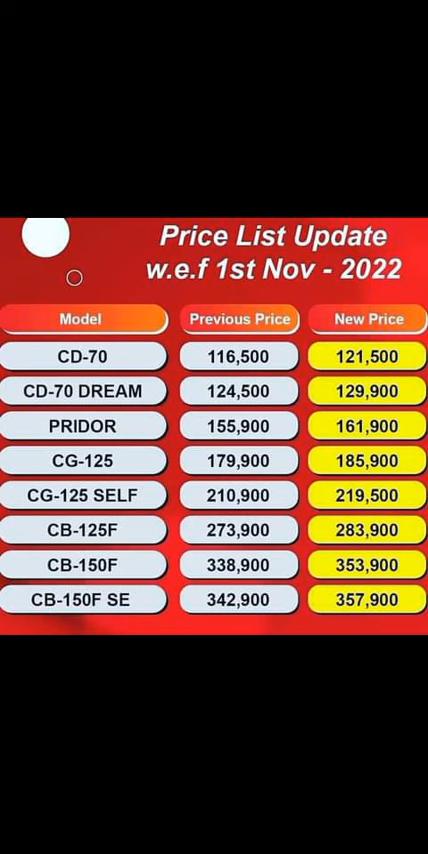 Price List Update
w.e.f 1st Nov - 2022
Model Previous Price New Price
CD-70 116,500 121,500
CD-70 DREAM 124,500 129,900
PRIDOR 155,900 161,900
CG-125 179,900 185,900
CG-125 SELF 210,900 219,500
CB-125F 273,900 283,900
CB-150F 338,900 353,900
CB-150F SE 342,900 357,900